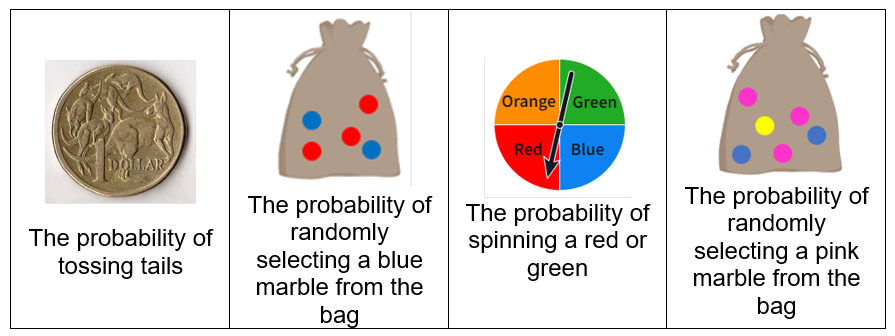 1
DOLLAR
The probability of
tossing tails
The probability of
randomly
selecting a blue
marble from the
bag
Orange
Green
Red
Blue
The probability of
spinning a red or
green
The probability of
randomly
selecting a pink
marble from the
bag